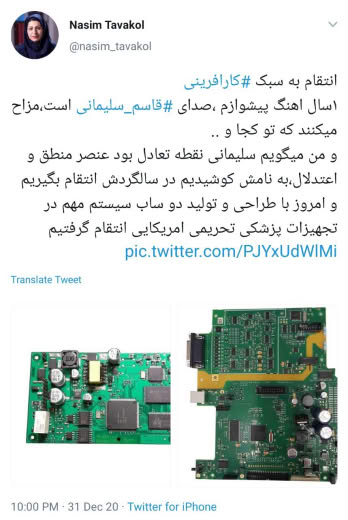 Nasim Tavakol
@nasim_tavakol
انتقام به سبک #کارافرینی
۱سال اهنگ پیشوازم ،صدای #قاسم_سلیمانی است،مزاح
میکنند که تو کجا و ..
و من میگویم سلیمانی نقطه تعادل بود عنصر منطق و
اعتدلال،به نامش کوشیدیم در سالگردش انتقام بگیریم
و امروز با طراحی و تولید دو ساب سیستم مهم در
تجهیزات پزشکی تحریمی امریکایی انتقام گرفتیم
pic.twitter.com/PJYxUdWlMi
Translate Tweet
10:00 PM · 31 Dec 20 · Twitter for iPhone